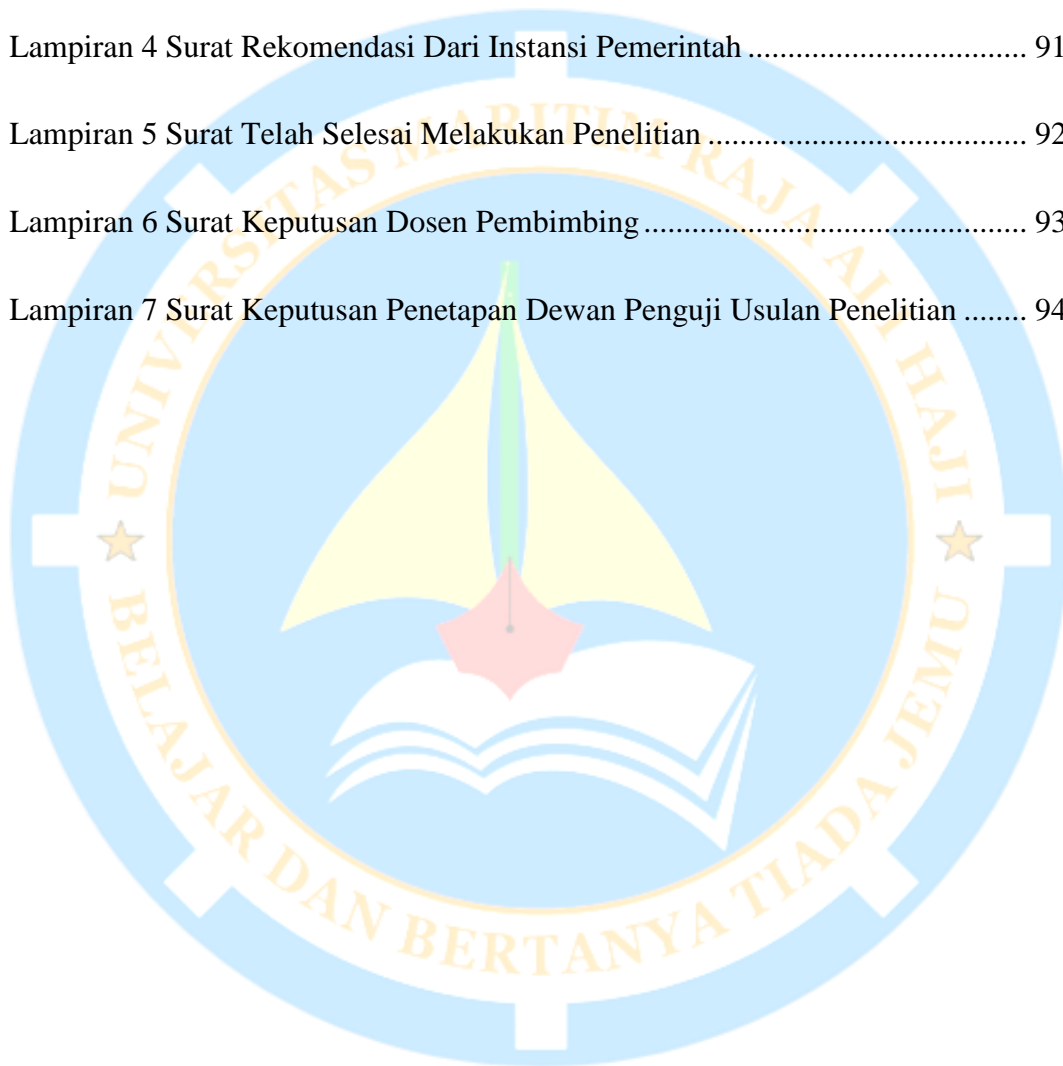 Lampiran 4 Surat Rekomendasi Dari Instansi Pemerintah .................................. 91
Lampiran 5 Surat Telah Selesai Melakukan Penelitian ...................................... 92
Lampiran 6 Surat Keputusan Dosen Pembimbing ............................................. 93
Lampiran 7 Surat Keputusan Penetapan Dewan Penguji Usulan Penelitian ........ 94
UNIVERSITAS MARITIM RAJA ALI HAJI
BELAJAR DAN BERTANYA TIADA JEMU